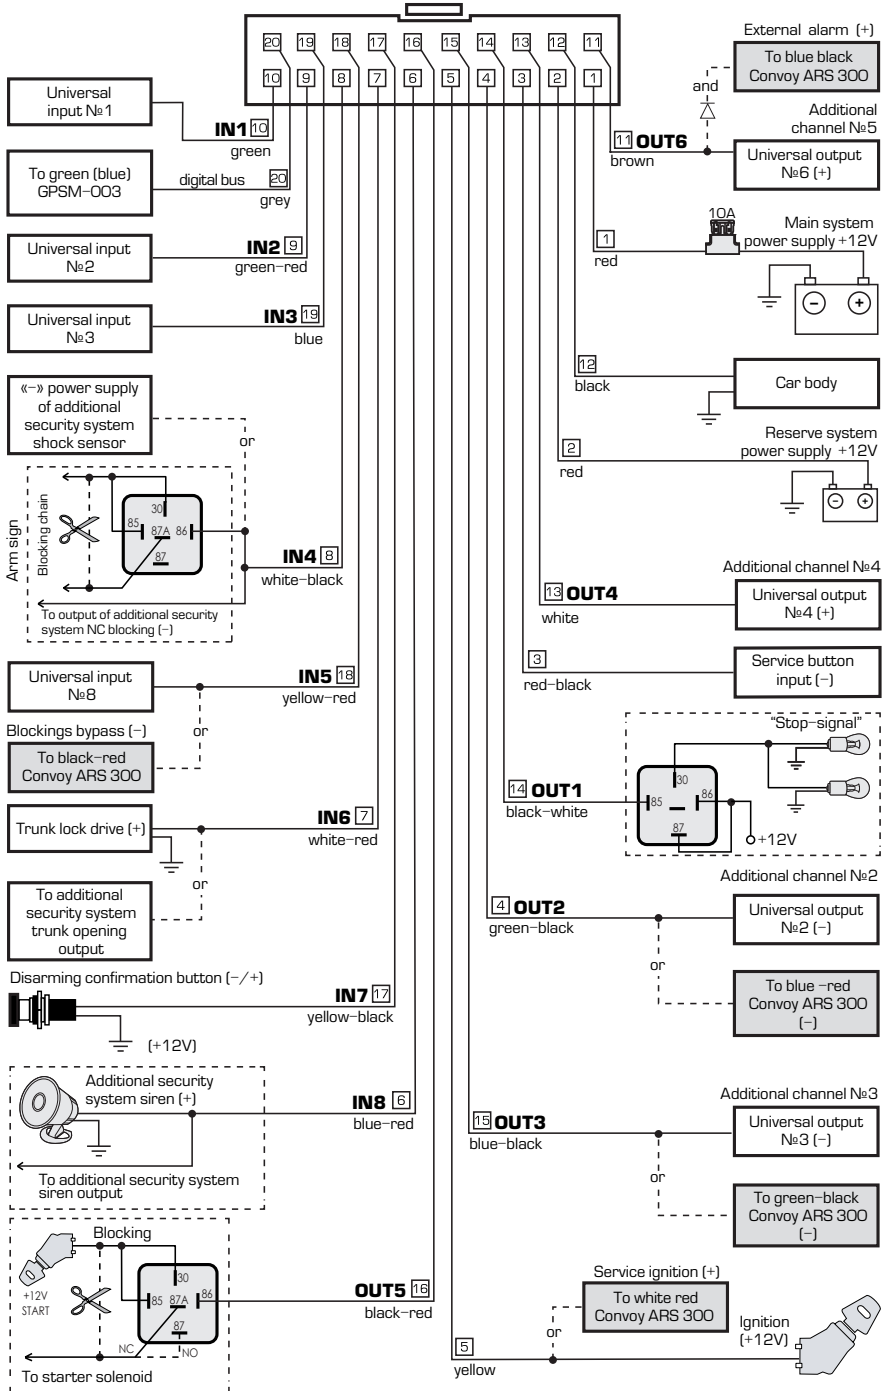 20 19 18 17 16 15 14 13 12 11
10 9 8 7 6 5 4 3 2 1
Universal
input №1
IN1 10
green
To green (blue)
GPSM-003
digital bus
20
grey
Universal input
№2
IN2 9
green-red
Universal input
№3
IN3 19
blue
«-» power supply
of additional
security system
shock sensor
or
Arm sign
Blocking chain
30
85
87A
86
87
To output of additional security
system NC blocking (-)
IN4 8
white-black
Universal input
№8
IN5 18
yellow-red
or
Blockings bypass (-)
To black-red
Convoy ARS 300
Trunk lock drive (+)
IN6 7
white-red
or
To additional
security system
trunk opening
output
Disarming confirmation button (-/+)
IN7 17
yellow-black
(+12V)
Additional security
system siren (+)
IN8 6
blue-red
To additional security system
siren output
Blocking
+12V
START
30
85
87A
86
87
NC
NO
To starter solenoid
OUT5 16
black-red
External alarm (+)
To blue black
Convoy ARS 300
and
Additional
channel №5
11 OUT6
brown
Universal output
№6 (+)
10A
Main system
power supply +12V
1
red
- +
12
black
Car body
Reserve system
power supply +12V
2
red
- +
Additional channel №4
13 OUT4
white
Universal output
№4 (+)
3
red-black
Service button
input (-)
"Stop-signal"
14 OUT1
black-white
30
85
86
87
+12V
Additional channel №2
4 OUT2
green-black
Universal output
№2 (-)
or
To blue -red
Convoy ARS 300
(-)
Additional channel №3
15 OUT3
blue-black
Universal output
№3 (-)
or
To green-black
Convoy ARS 300
(-)
Service ignition (+)
To white red
Convoy ARS 300
or
Ignition
(+12V)
5
yellow